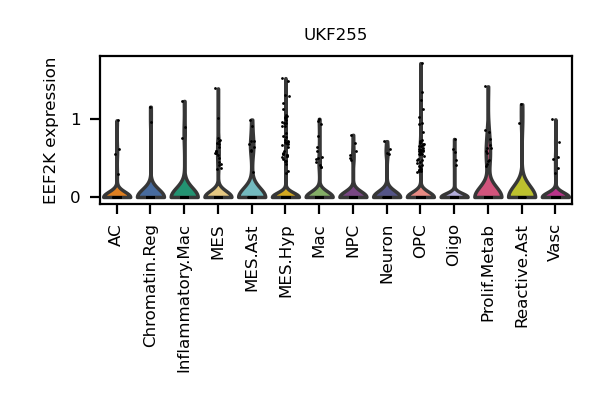 UKF255
EEF2K expression
1
0
AC
Chromatin.Reg
Inflammatory.Mac
MES
MES.Ast
MES.Hyp
Mac
NPC
Neuron
OPC
Oligo
Prolif.Metab
Reactive.Ast
Vasc